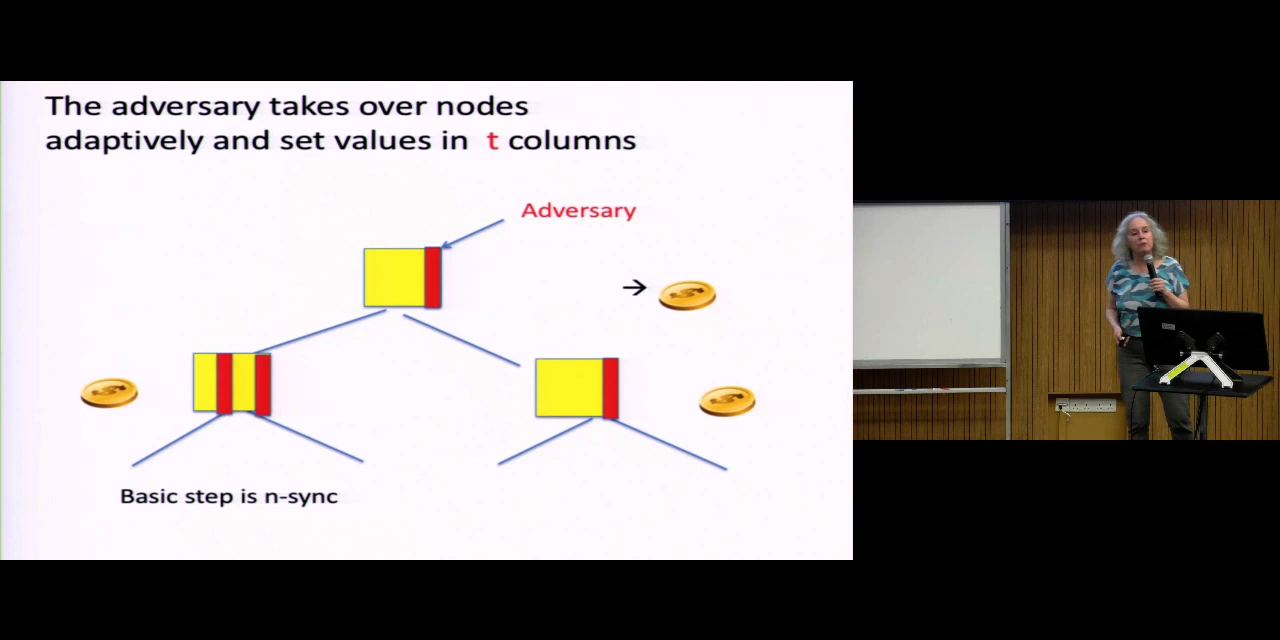 The adversary takes over nodes
adaptively and set values in t columns
Adversary
Basic step is n-sync